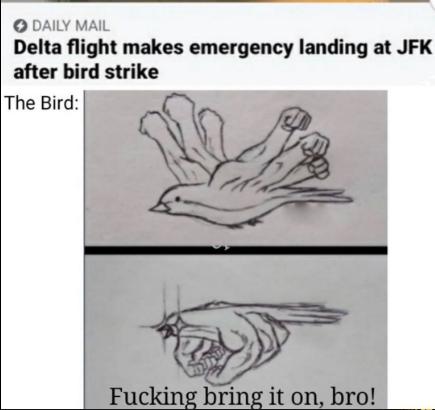 DAILY MAIL
Delta flight makes emergency landing at JFK
after bird strike
The Bird:
Fucking bring it on, bro!